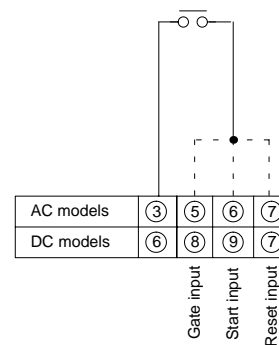 AC models ③ ⑤ ⑥ ⑦
DC models ⑥ ⑧ ⑨ ⑦
Gate input
Start input
Reset input